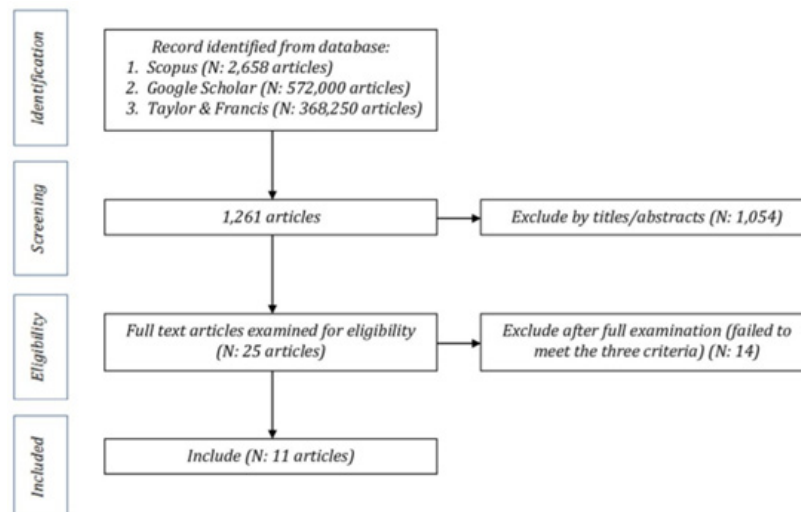 Identification
Record identified from database:
1. Scopus (N: 2,658 articles)
2. Google Scholar (N: 572,000 articles)
3. Taylor & Francis (N: 368,250 articles)
Screening
1,261 articles
Exclude by titles/abstracts (N: 1,054)
Eligibility
Full text articles examined for eligibility
(N: 25 articles)
Exclude after full examination (failed to
meet the three criteria) (N: 14)
Included
Include (N: 11 articles)